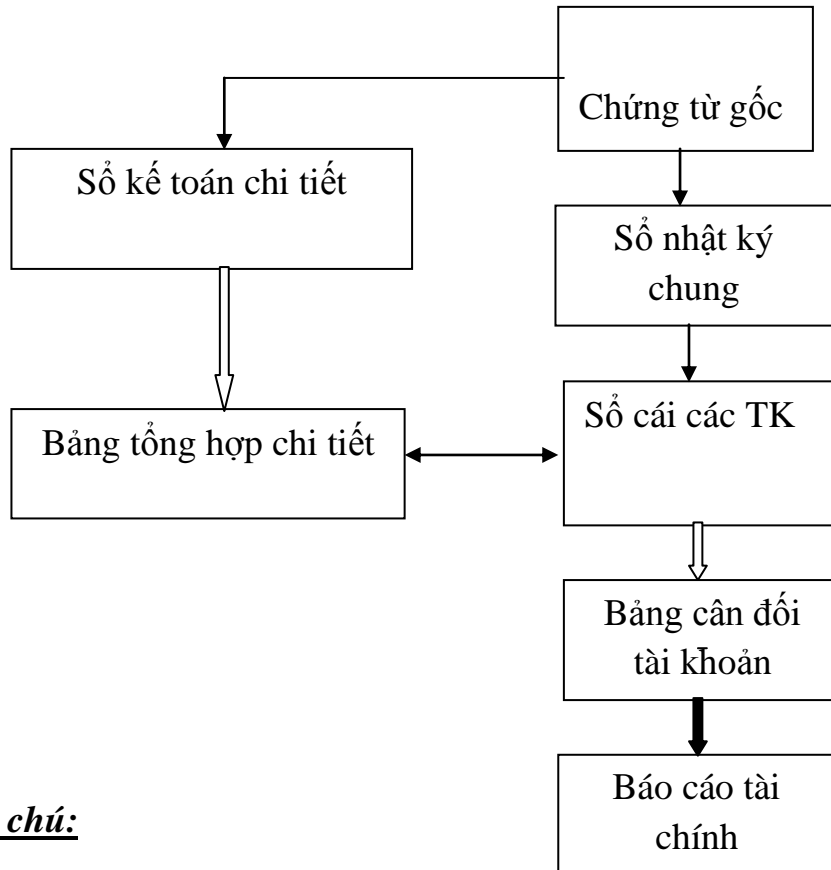 Chứng từ gốc
Sổ kế toán chi tiết
Sổ nhật ký
chung
Sổ cái các TK
Bảng tổng hợp chi tiết
Bảng cân đối
tài khoản
Báo cáo tài
chính
chú: